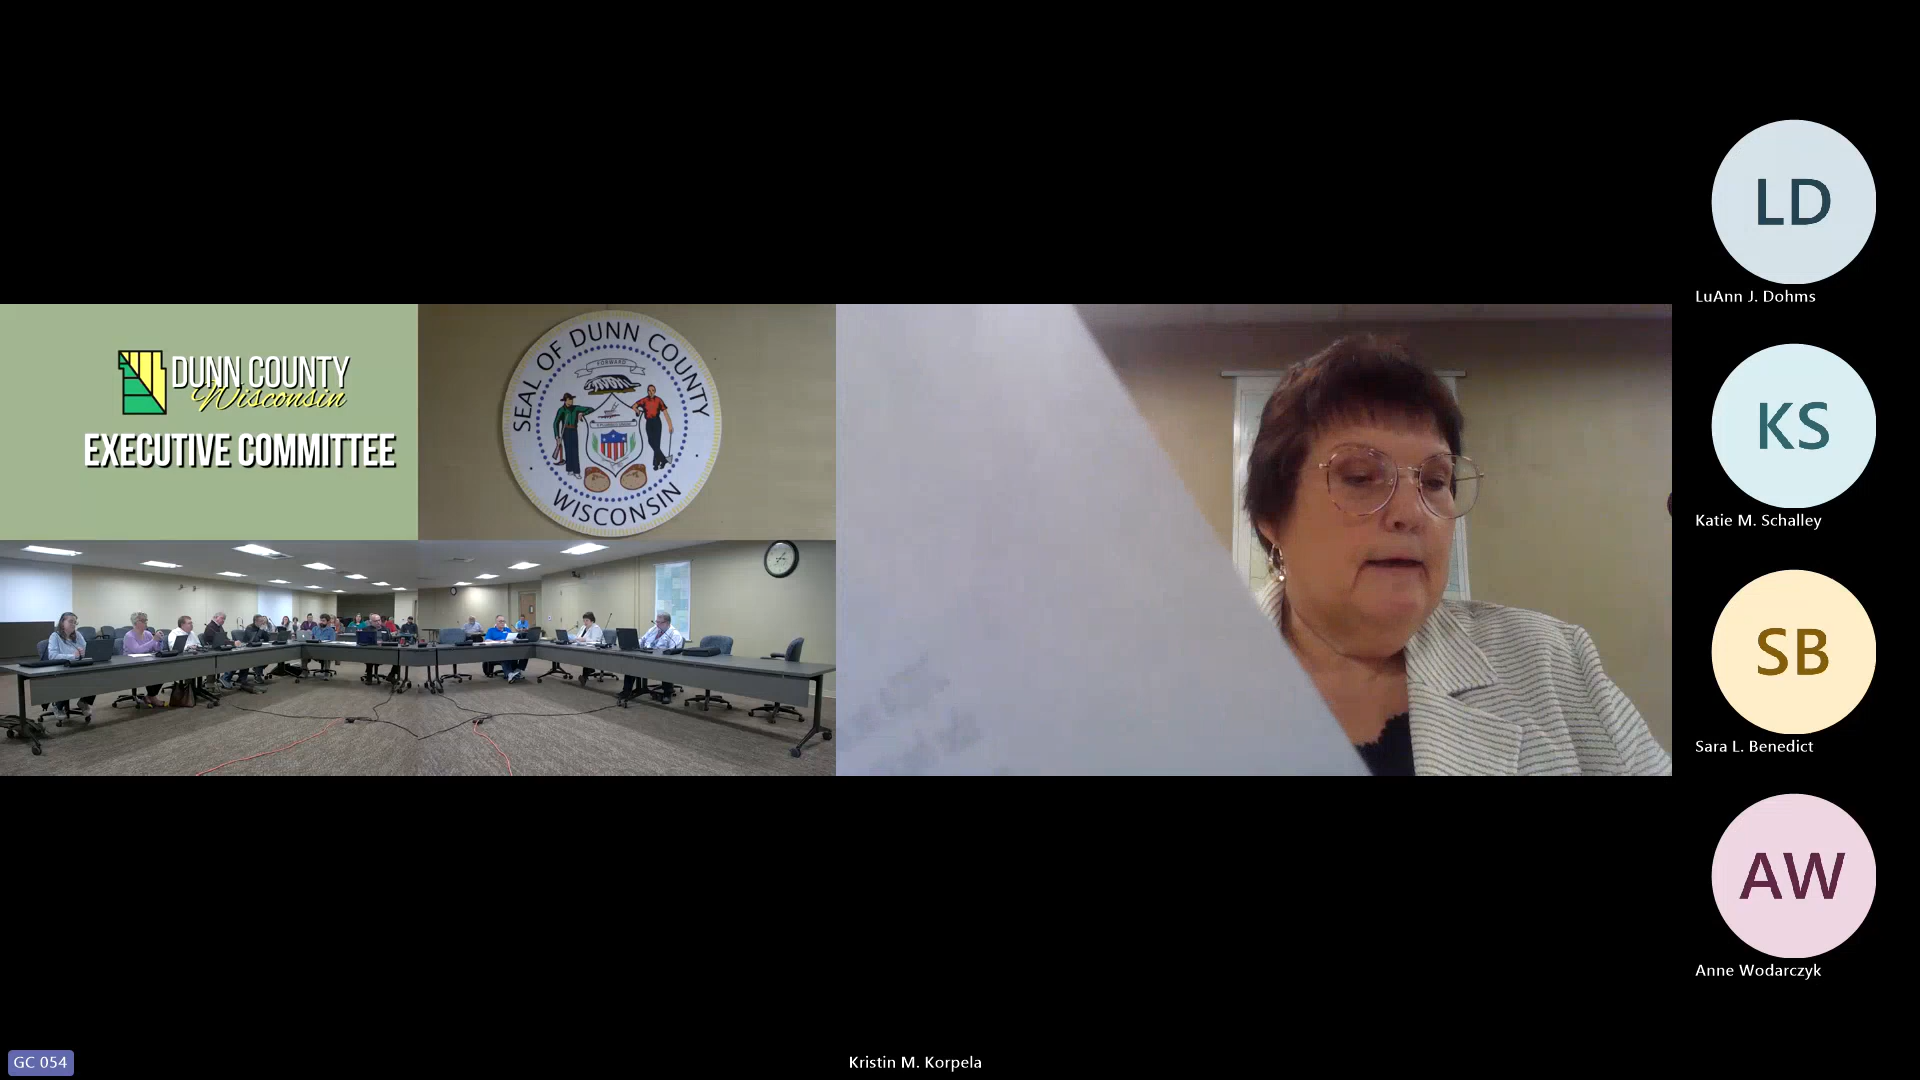 DUNN COUNTY
Wisconsin
EXECUTIVE COMMITTEE
SEAL OF DUNN COUNTY
FORWARD
WISCONSIN
LD
LuAnn J. Dohms
KS
Katie M. Schalley
SB
Sara L. Benedict
AW
Anne Wodarczyk
GC 054
Kristin M. Korpela